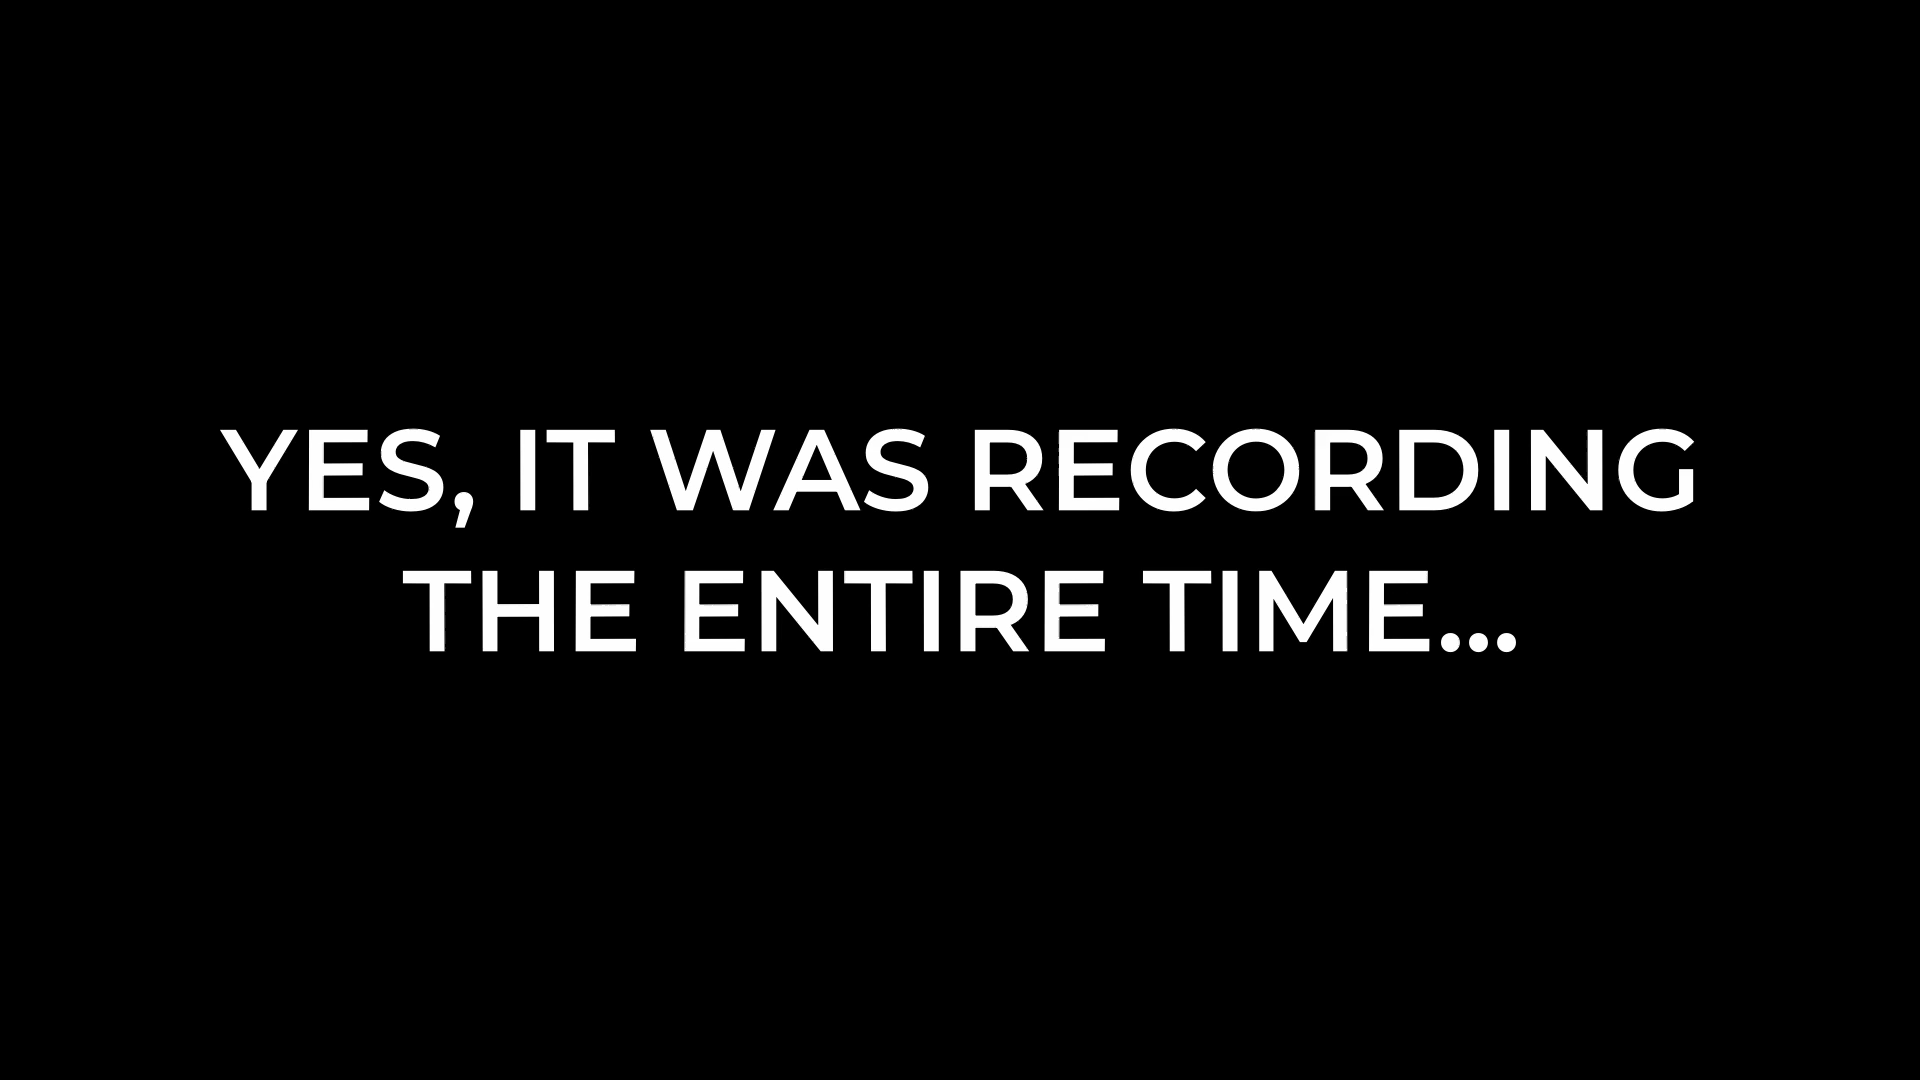 YES, IT WAS RECORDING
THE ENTIRE TIME...